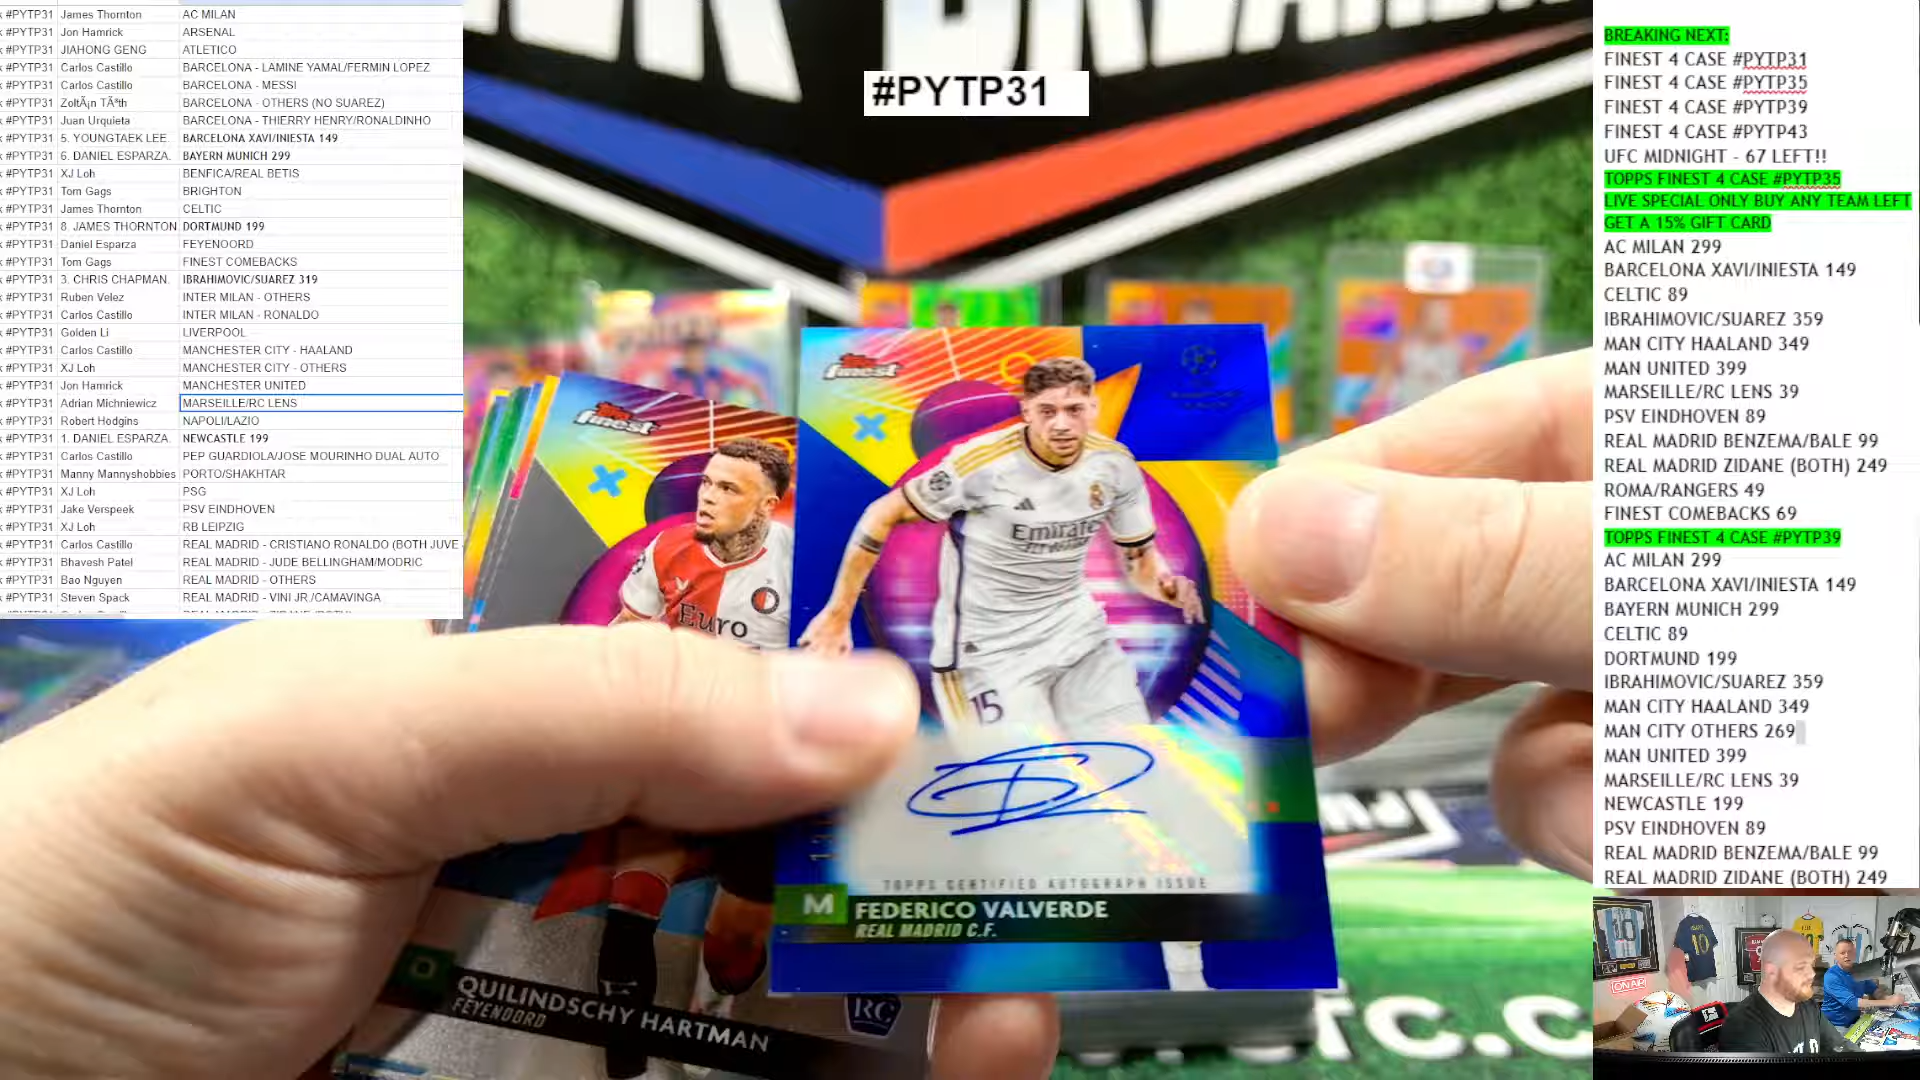 #PYTP31 James Thornton AC MILAN
#PYTP31 Jon Hamrick ARSENAL
#PYTP31 JIAHONG GENG ATLETICO
#PYTP31 Carlos Castillo BARCELONA - LAMINE YAMAL/FERMIN LOPEZ
#PYTP31 Carlos Castillo BARCELONA - MESSI
#PYTP31 ZoltÃ¡n TÃ³th BARCELONA - OTHERS (NO SUAREZ)
#PYTP31 Juan Urquieta BARCELONA - THIERRY HENRY/RONALDINHO
#PYTP31 5. YOUNGTAEK LEE. BARCELONA XAVI/INIESTA 149
#PYTP31 6. DANIEL ESPARZA. BAYERN MUNICH 299
#PYTP31 XJ Loh BENFICA/REAL BETIS
#PYTP31 Tom Gags BRIGHTON
#PYTP31 James Thornton CELTIC
#PYTP31 8. JAMES THORNTON DORTMUND 199
#PYTP31 Daniel Esparza FEYENOORD
#PYTP31 Tom Gags FINEST COMEBACKS
#PYTP31 3. CHRIS CHAPMAN. IBRAHIMOVIC/SUAREZ 319
#PYTP31 Ruben Velez INTER MILAN - OTHERS
#PYTP31 Carlos Castillo INTER MILAN - RONALDO
#PYTP31 Golden Li LIVERPOOL
#PYTP31 Carlos Castillo MANCHESTER CITY - HAALAND
#PYTP31 XJ Loh MANCHESTER CITY - OTHERS
#PYTP31 Jon Hamrick MANCHESTER UNITED
#PYTP31 Adrian Michniewicz MARSEILLE/RC LENS
#PYTP31 Robert Hodgins NAPOLI/LAZIO
#PYTP31 1. DANIEL ESPARZA. NEWCASTLE 199
#PYTP31 Carlos Castillo PEP GUARDIOLA/JOSE MOURINHO DUAL AUTO
#PYTP31 Manny Mannyshobbies PORTO/SHAKHTAR
#PYTP31 XJ Loh PSG
#PYTP31 Jake Verspeek PSV EINDHOVEN
#PYTP31 XJ Loh RB LEIPZIG
#PYTP31 Carlos Castillo REAL MADRID - CRISTIANO RONALDO (BOTH JUVE
#PYTP31 Bhavesh Patel REAL MADRID - JUDE BELLINGHAM/MODRIC
#PYTP31 Bao Nguyen REAL MADRID - OTHERS
#PYTP31 Steven Spack REAL MADRID - VINI JR./CAMAVINGA
#PYTP31
Topps finest
Topps finest
Emirates
15
Euro
TOPPS CERTIFIED AUTOGRAPH ISSUE
M FEDERICO VALVERDE
REAL MADRID C.F.
D QUILINDSCHY HARTMAN
FEYENOORD
RC
BREAKING NEXT:
FINEST 4 CASE #PYTP31
FINEST 4 CASE #PYTP35
FINEST 4 CASE #PYTP39
FINEST 4 CASE #PYTP43
UFC MIDNIGHT - 67 LEFT!!
TOPPS FINEST 4 CASE #PYTP35
LIVE SPECIAL ONLY BUY ANY TEAM LEFT
GET A 15% GIFT CARD
AC MILAN 299
BARCELONA XAVI/INIESTA 149
CELTIC 89
IBRAHIMOVIC/SUAREZ 359
MAN CITY HAALAND 349
MAN UNITED 399
MARSEILLE/RC LENS 39
PSV EINDHOVEN 89
REAL MADRID BENZEMA/BALE 99
REAL MADRID ZIDANE (BOTH) 249
ROMA/RANGERS 49
FINEST COMEBACKS 69
TOPPS FINEST 4 CASE #PYTP39
AC MILAN 299
BARCELONA XAVI/INIESTA 149
BAYERN MUNICH 299
CELTIC 89
DORTMUND 199
IBRAHIMOVIC/SUAREZ 359
MAN CITY HAALAND 349
MAN CITY OTHERS 269
MAN UNITED 399
MARSEILLE/RC LENS 39
NEWCASTLE 199
PSV EINDHOVEN 89
REAL MADRID BENZEMA/BALE 99
REAL MADRID ZIDANE (BOTH) 249
ON AIR
10